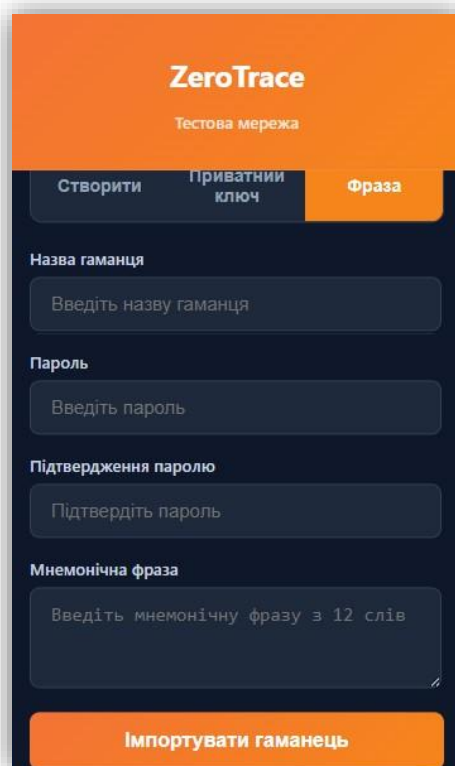 ZeroTrace
Тестова мережа
Створити
Приватний
ключ
Фраза
Назва гаманця
Введіть назву гаманця
Пароль
Введіть пароль
Підтвердження паролю
Підтвердіть пароль
Мнемонічна фраза
Введіть мнемонічну фразу з 12 слів
Імпортувати гаманець